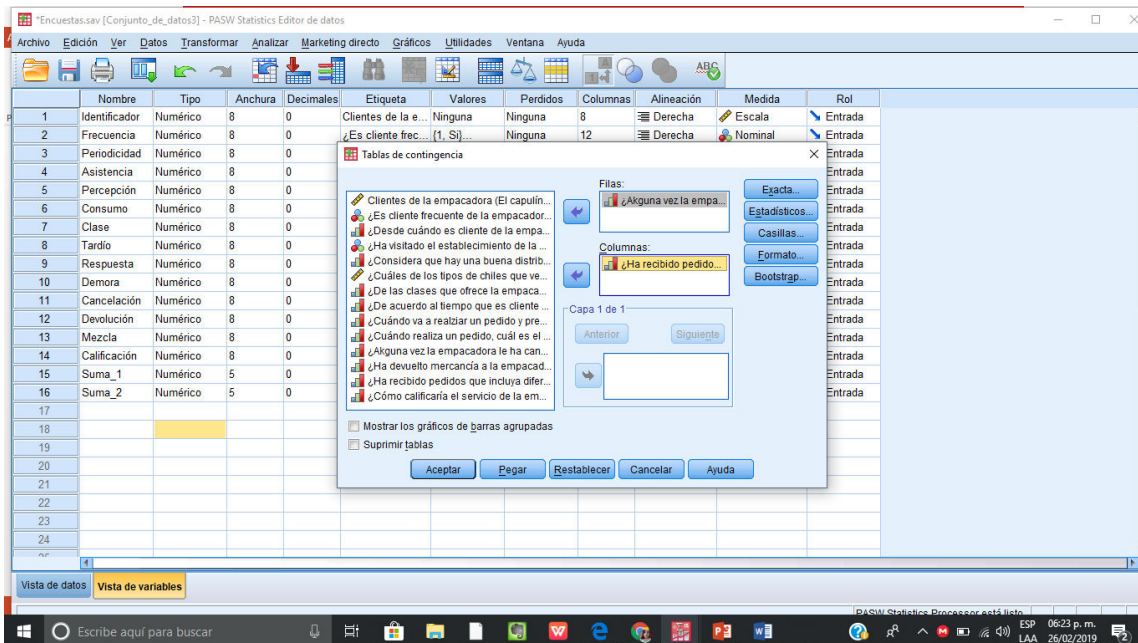 *Encuestas.sav [Conjunto_de_datos3] - PASW Statistics Editor de datos
Archivo Edición Ver Datos Transformar Analizar Marketing directo Gráficos Utilidades Ventana Ayuda
Nombre Tipo Anchura Decimales Etiqueta Valores Perdidos Columnas Alineación Medida Rol
1 Identificador Numérico 8 0 Clientes de la e... Ninguna Ninguna 8 Derecha Escala Entrada
2 Frecuencia Numérico 8 0 ¿Es cliente frec... {1, Si}... Ninguna 12 Derecha Nominal Entrada
3 Periodicidad Numérico 8 0 Entrada
4 Asistencia Numérico 8 0 Entrada
5 Percepción Numérico 8 0 Entrada
6 Consumo Numérico 8 0 Entrada
7 Clase Numérico 8 0 Entrada
8 Tardío Numérico 8 0 Entrada
9 Respuesta Numérico 8 0 Entrada
10 Demora Numérico 8 0 Entrada
11 Cancelación Numérico 8 0 Entrada
12 Devolución Numérico 8 0 Entrada
13 Mezcla Numérico 8 0 Entrada
14 Calificación Numérico 8 0 Entrada
15 Suma_1 Numérico 5 0 Entrada
16 Suma_2 Numérico 5 0 Entrada
17
18
19
20
21
22
23
24
Tablas de contingencia
Clientes de la empacadora (El capulín...
¿Es cliente frecuente de la empacador...
¿Desde cuándo es cliente de la empa...
¿Ha visitado el establecimiento de la ...
¿Considera que hay una buena distrib...
¿Cuáles de los tipos de chiles que ve...
¿De las clases que ofrece la empaca...
¿De acuerdo al tiempo que es cliente ...
¿Cuándo va a realziar un pedido y pre...
¿Cuándo realiza un pedido, cuál es el ...
¿Akguna vez la empacadora le ha can...
¿Ha devuelto mercancía a la empacad...
¿Ha recibido pedidos que incluya difer...
¿Cómo calificaría el servicio de la em...
Filas:
¿Akguna vez la empa...
Columnas:
¿Ha recibido pedido...
Capa 1 de 1
Anterior Siguiente
Exacta...
Estadísticos...
Casillas...
Formato...
Bootstrap...
Mostrar los gráficos de barras agrupadas
Suprimir tablas
Aceptar Pegar Restablecer Cancelar Ayuda
Vista de datos Vista de variables
PASW Statistics Processor está listo
Escribe aquí para buscar
ESP 06:23 p. m.
LAA 26/02/2019